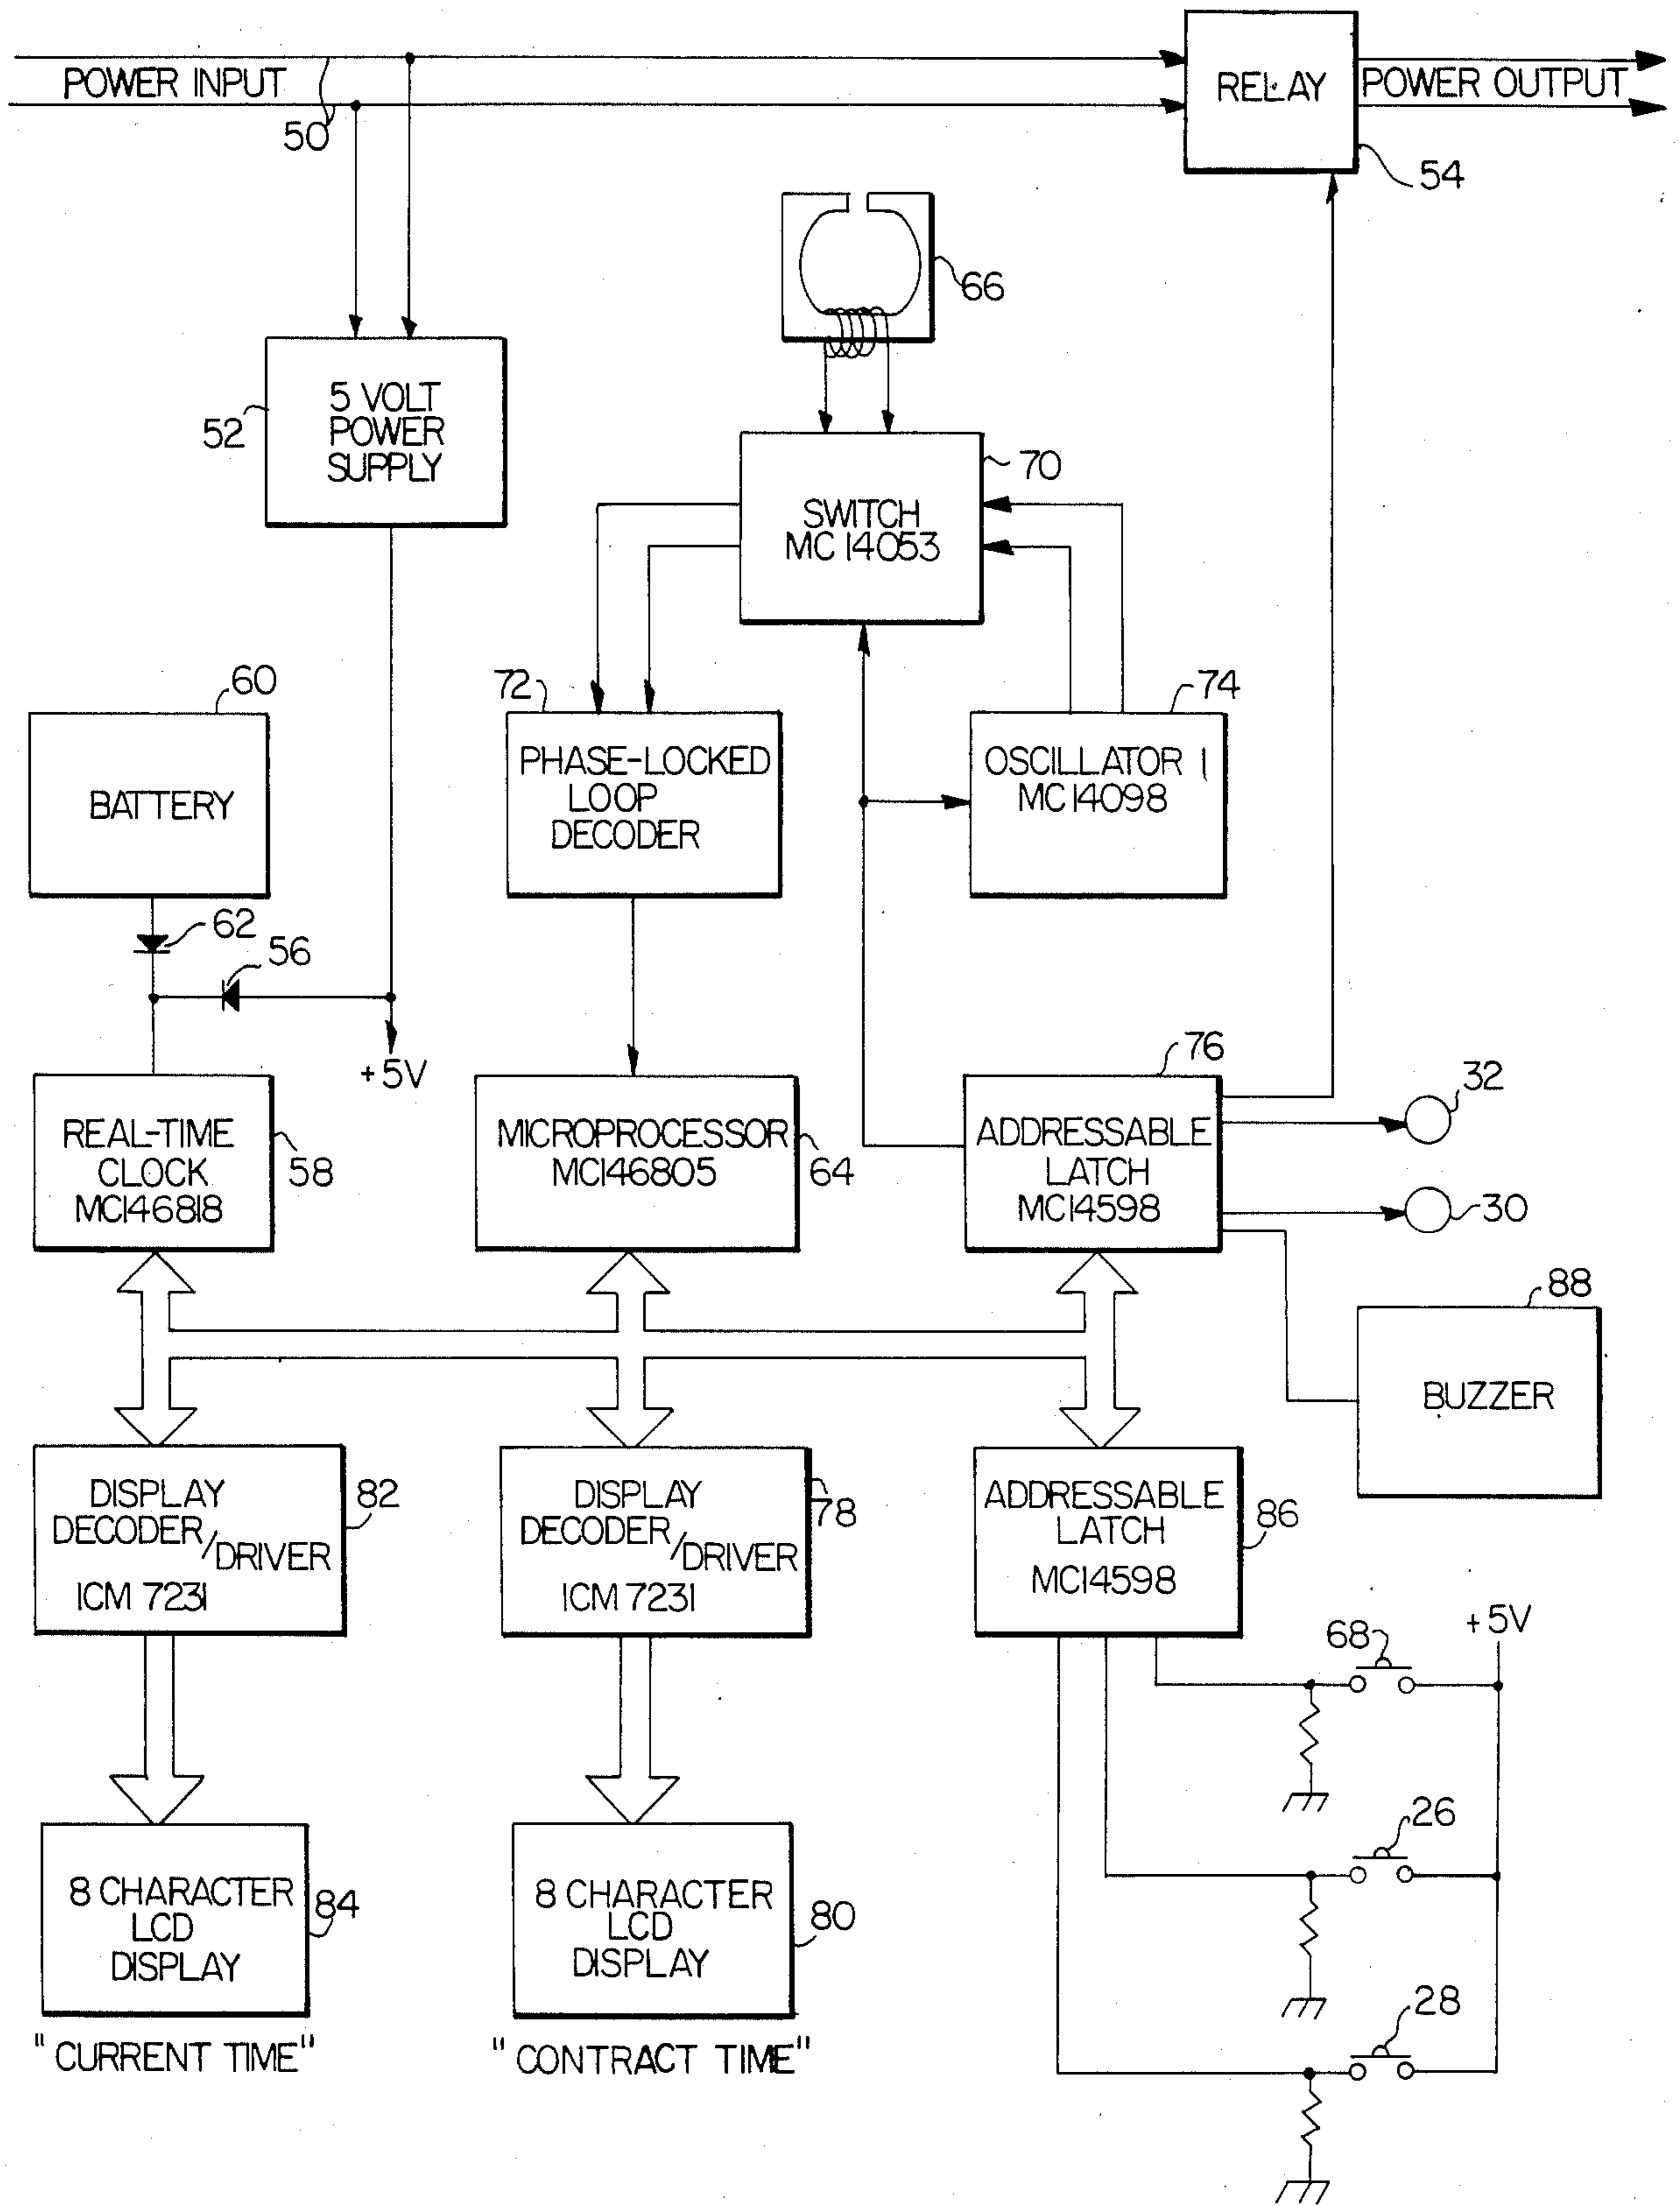 POWER INPUT
50
RELAY
POWER OUTPUT
54
66
5 VOLT
POWER
SUPPLY
52
70
SWITCH
MC 14053
60
BATTERY
72
PHASE-LOCKED
LOOP
DECODER
74
OSCILLATOR 1
MC14098
62
56
+5V
REAL-TIME
CLOCK
MC146818
58
MICROPROCESSOR
MC146805
64
76
ADDRESSABLE
LATCH
MC14598
32
30
88
BUZZER
DISPLAY
DECODER/DRIVER
ICM 7231
82
DISPLAY
DECODER/DRIVER
ICM 7231
78
ADDRESSABLE
LATCH
MC14598
86
68
+5V
26
28
8 CHARACTER
LCD
DISPLAY
84
"CURRENT TIME"
8 CHARACTER
LCD
DISPLAY
80
"CONTRACT TIME"